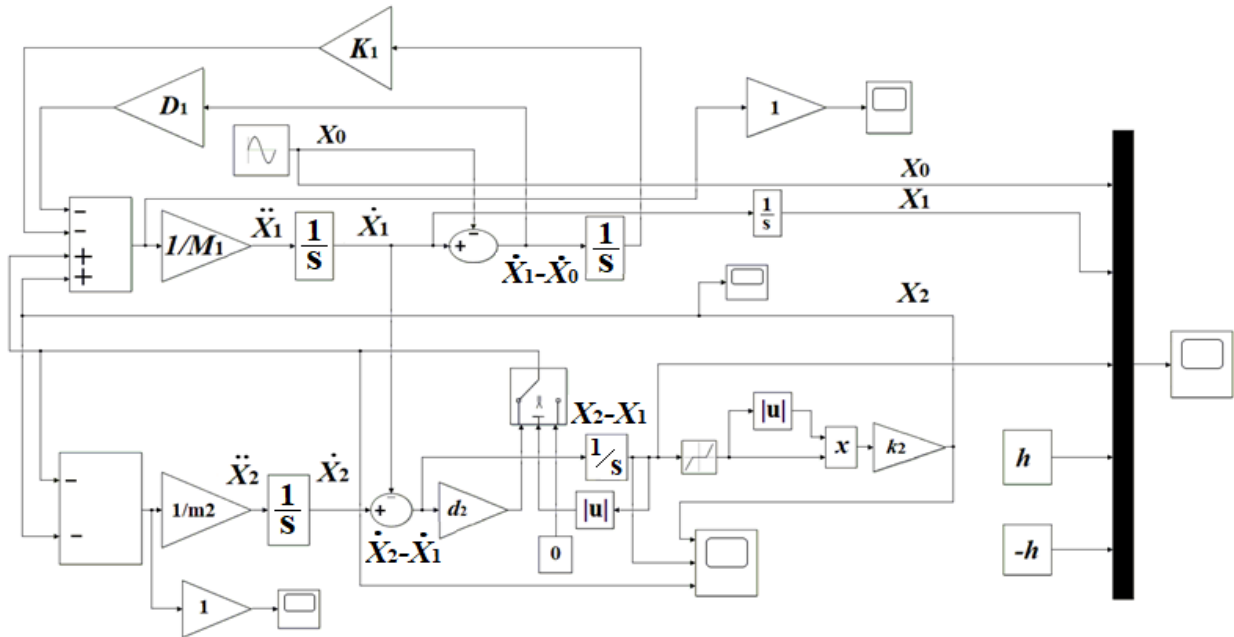 K₁
D₁
1
X₀
X₀
X₁
−
−
+
+
1/M₁
Ẍ₁
1/s
Ẋ₁
+
−
Ẋ₁-Ẋ₀
1/s
1/s
X₂
X₂-X₁
|u|
x
k₂
h
−
−
1/m2
Ẍ₂
1/s
Ẋ₂
+
−
Ẋ₂-Ẋ₁
d₂
1/s
|u|
0
-h
1